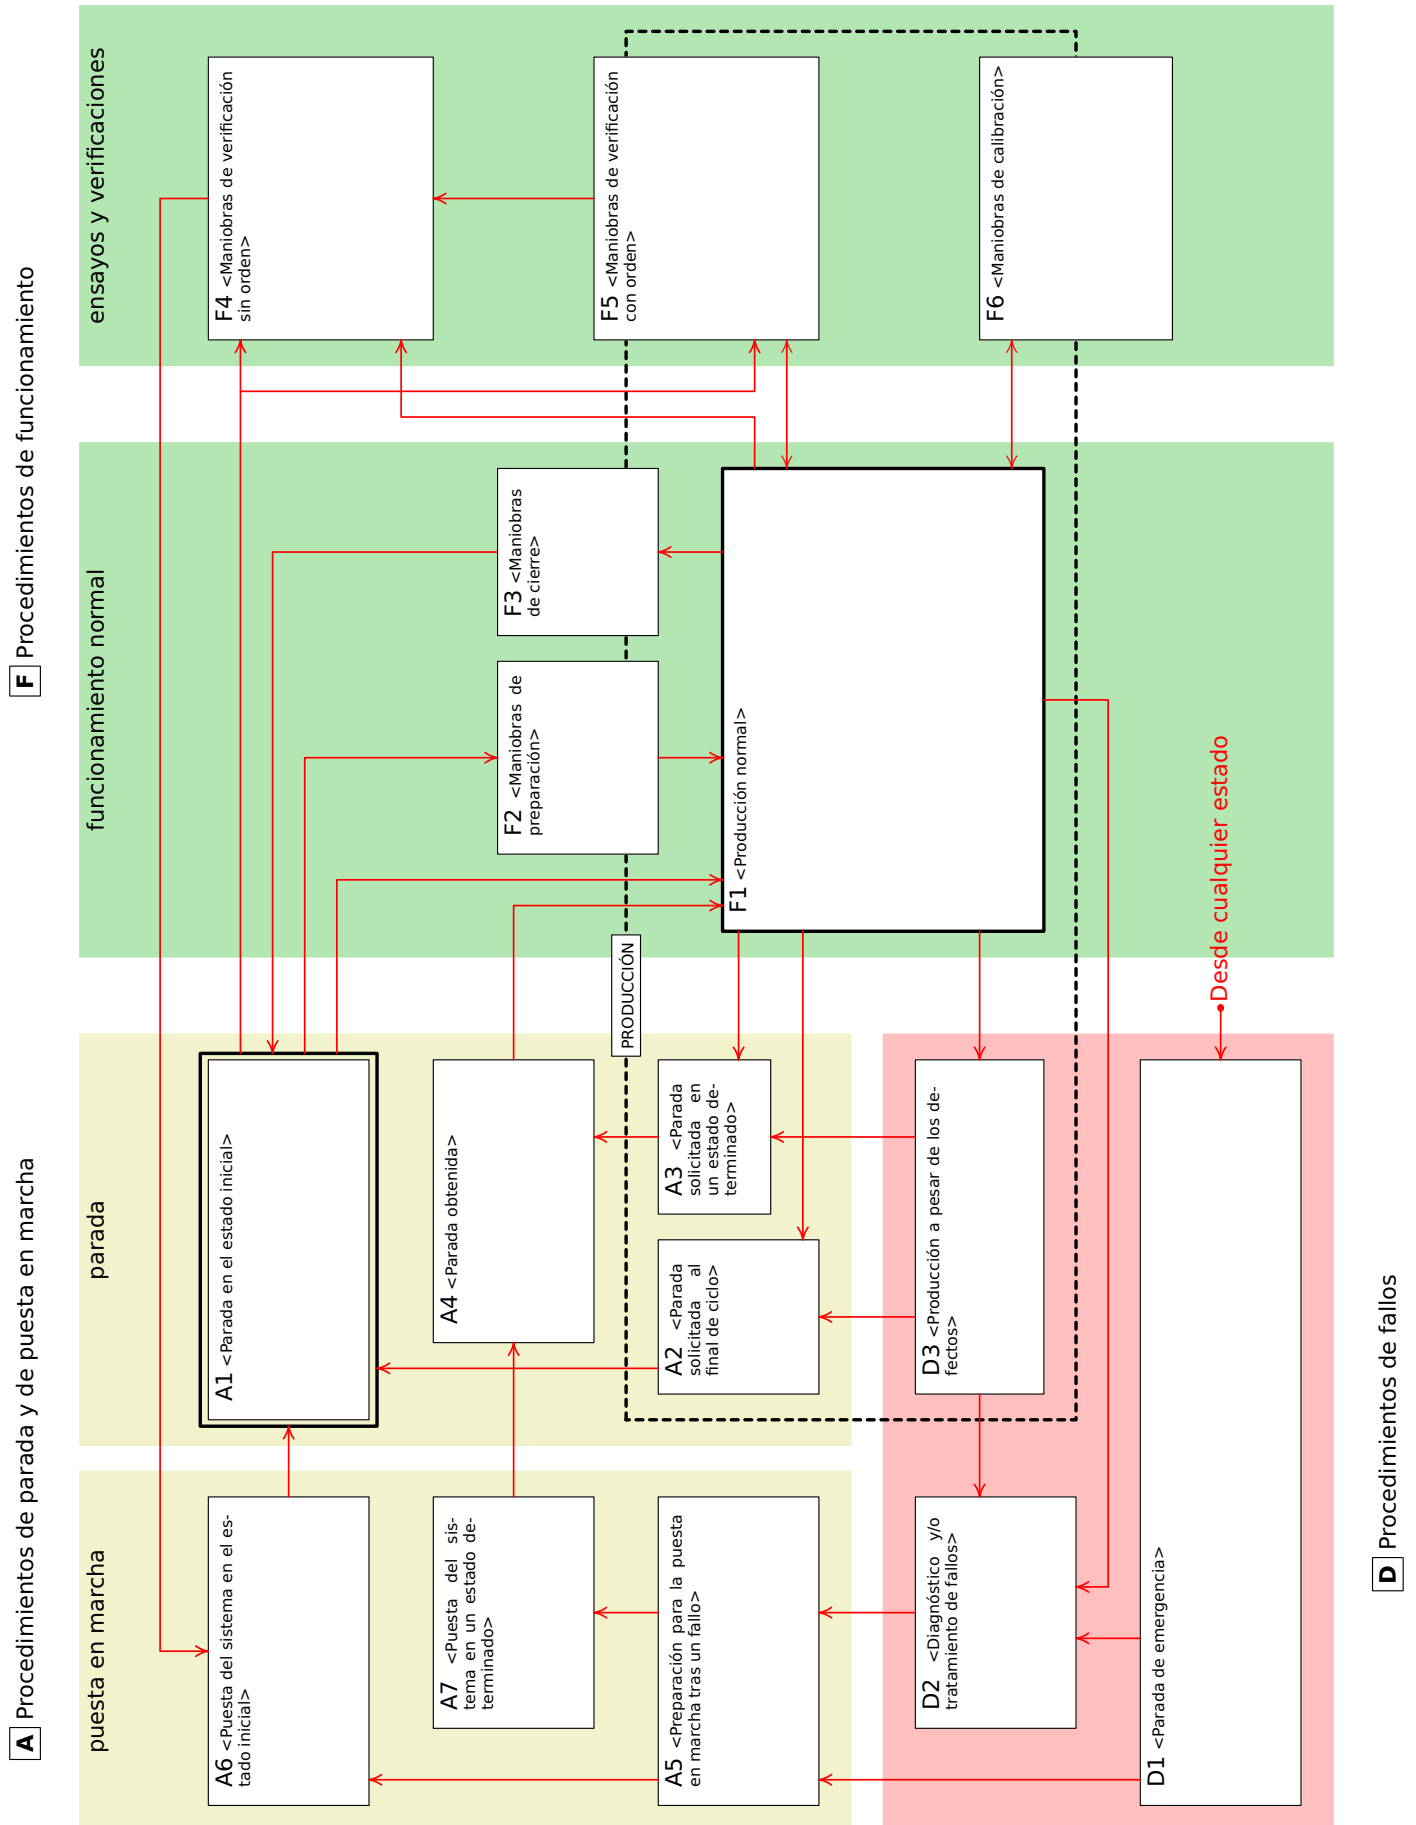 A Procedimientos de parada y de puesta en marcha
F Procedimientos de funcionamiento
puesta en marcha
parada
funcionamiento normal
ensayos y verificaciones
A6 <Puesta del sistema en el es-
tado inicial>
A1 <Parada en el estado inicial>
F4 <Maniobras de verificación
sin orden>
A7 <Puesta del sis-
tema en un estado de-
terminado>
A4 <Parada obtenida>
F2 <Maniobras de
preparación>
F3 <Maniobras
de cierre>
PRODUCCIÓN
F5 <Maniobras de verificación
con orden>
A5 <Preparación para la puesta
en marcha tras un fallo>
A2 <Parada
solicitada al
final de ciclo>
A3 <Parada
solicitada en
un estado de-
terminado>
F1 <Producción normal>
D2 <Diagnóstico y/o
tratamiento de fallos>
D3 <Producción a pesar de los de-
fectos>
F6 <Maniobras de calibración>
D1 <Parada de emergencia>
Desde cualquier estado
D Procedimientos de fallos